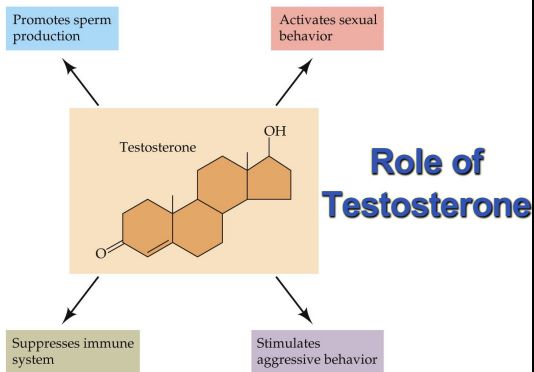 Promotes sperm
production
Activates sexual
behavior
Testosterone
OH
O
Role of
Testosterone
Suppresses immune
system
Stimulates
aggressive behavior